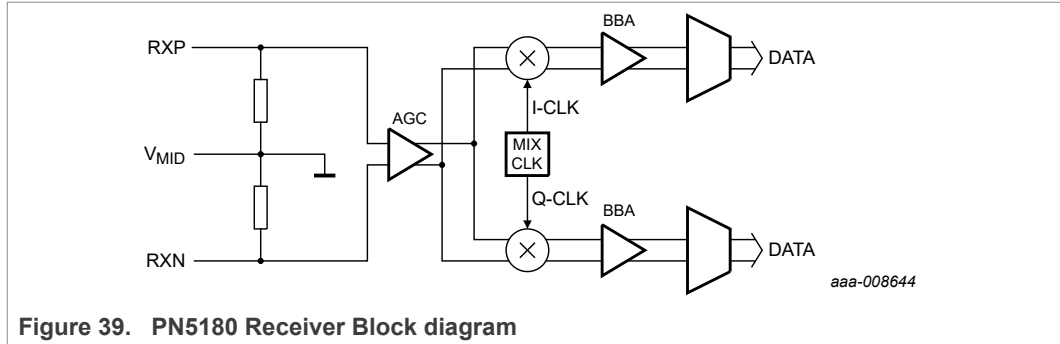 RXP
BBA
DATA
I-CLK
AGC
MIX
CLK
VMID
Q-CLK
BBA
RXN
DATA
aaa-008644
Figure 39. PN5180 Receiver Block diagram